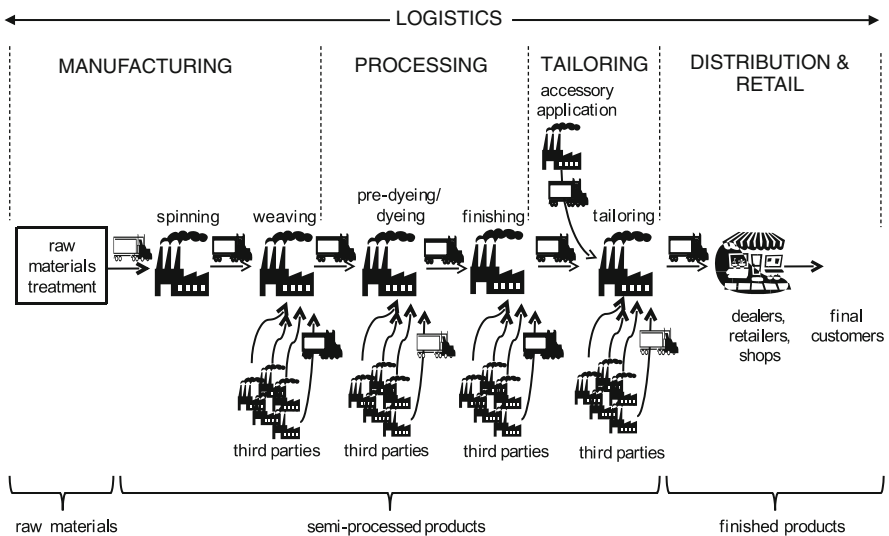 LOGISTICS
MANUFACTURING
PROCESSING
TAILORING
DISTRIBUTION &
RETAIL
accessory
application
spinning
weaving
pre-dyeing/
dyeing
finishing
tailoring
raw
materials
treatment
dealers,
retailers,
shops
final
customers
third parties
third parties
third parties
third parties
raw materials
semi-processed products
finished products